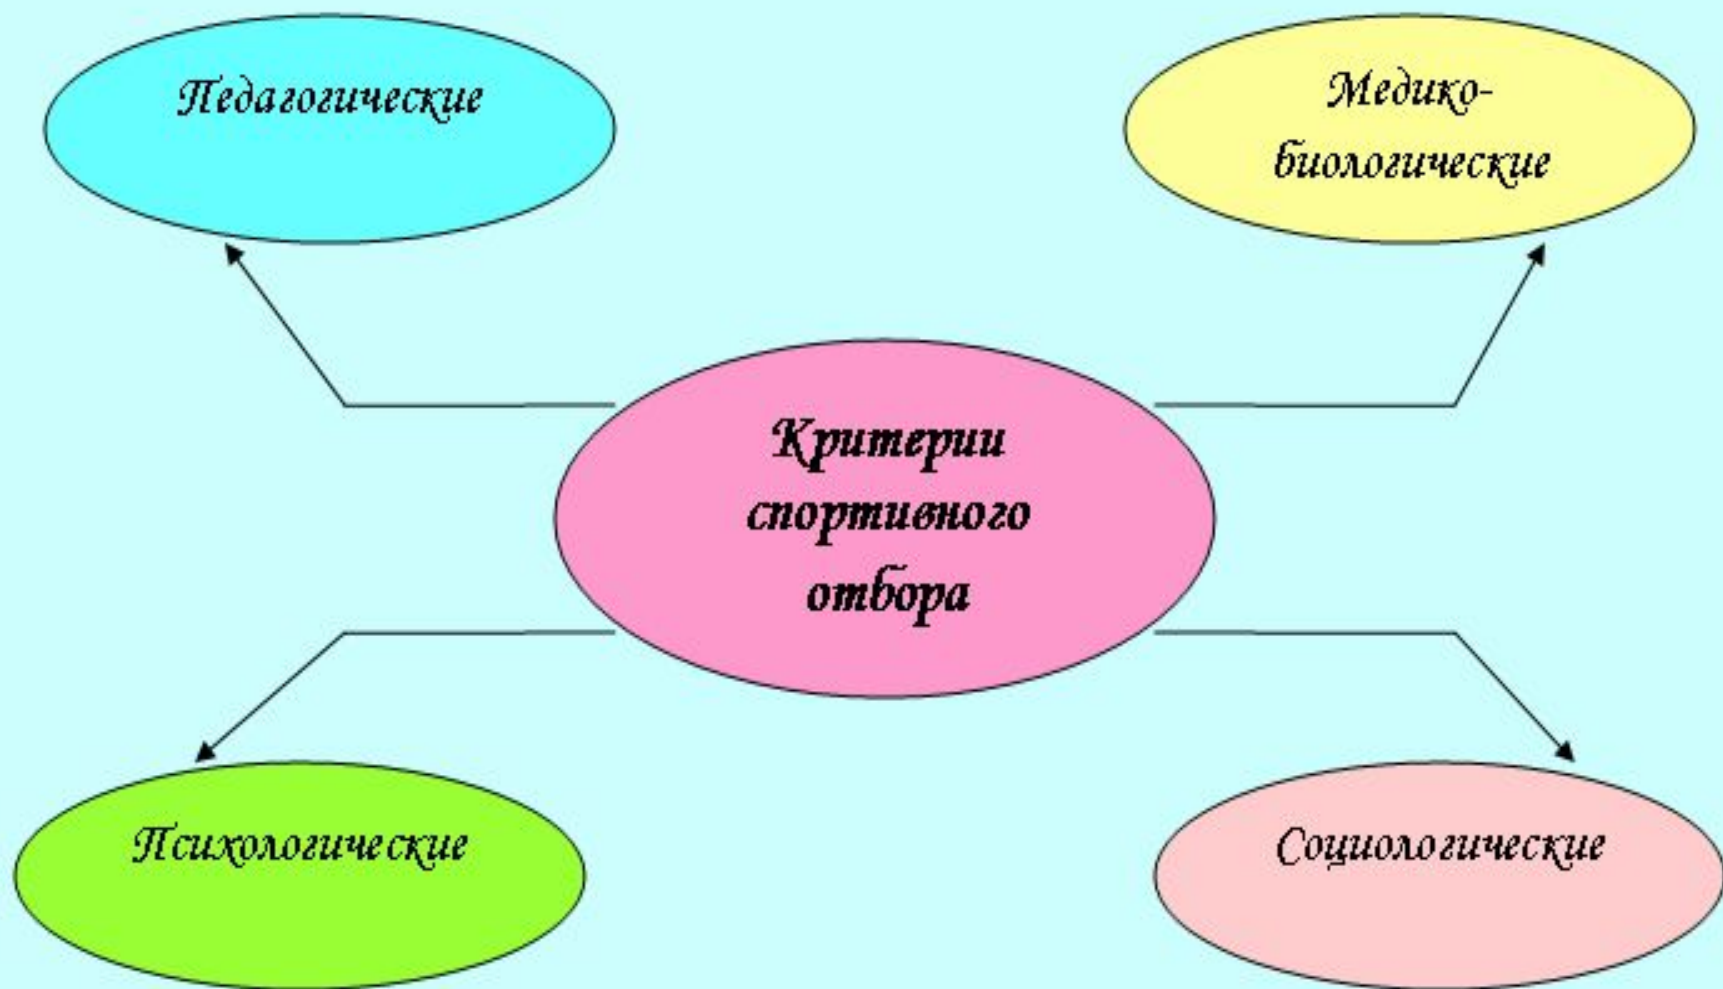 Педагогические
Медико-
биологические
Критерии
спортивного
отбора
Психологические
Социологические